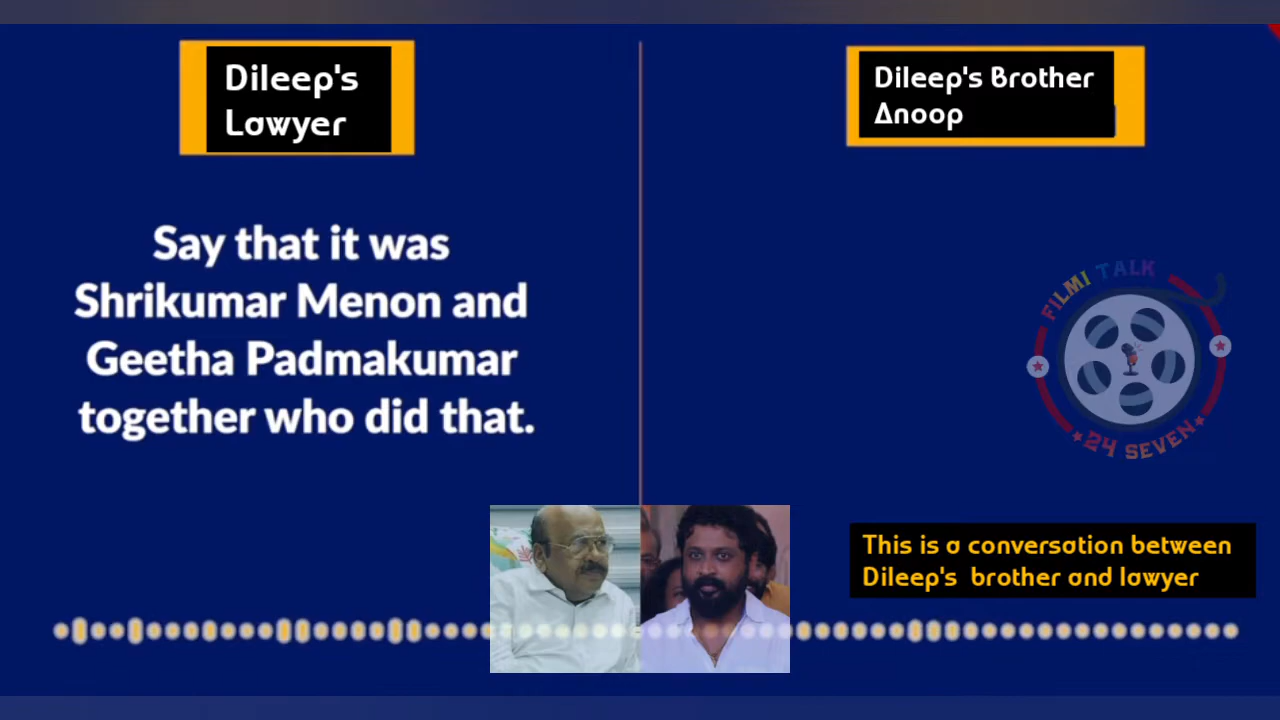 Dileep's
Lawyer
Dileep's Brother
Anoop
Say that it was
Shrikumar Menon and
Geetha Padmakumar
together who did that.
FILMI TALK
24 SEVEN
This is a conversation between
Dileep's brother and lawyer